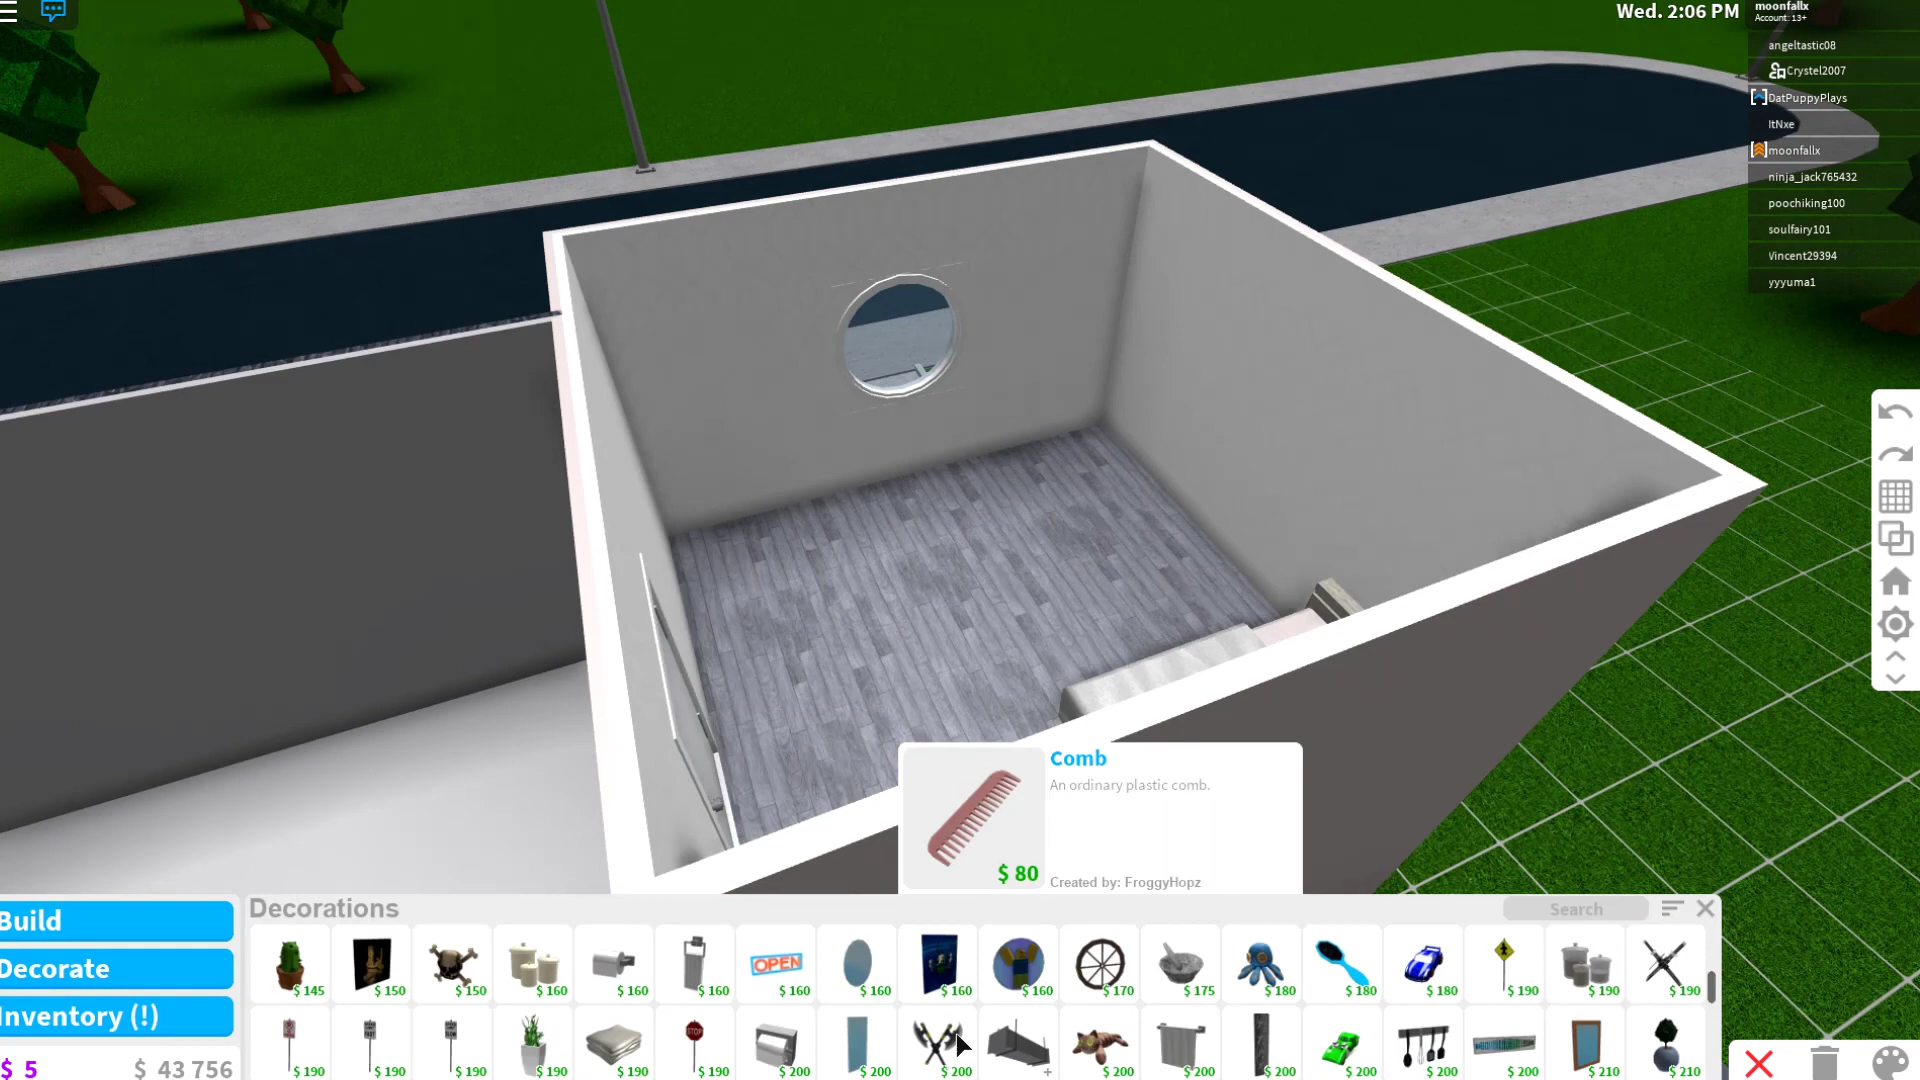 Wed. 2:06 PM
moonfallx
Account: 13+
angeltastic08
Crystel2007
DatPuppyPlays
ItNxe
moonfallx
ninja_jack765432
poochiking100
soulfairy101
Vincent29394
yyyuma1
Comb
An ordinary plastic comb.
$ 80
Created by: FroggyHopz
Build
Decorate
Inventory (!)
$ 5
$ 43 756
Decorations
Search
$ 145
$ 150
$ 150
$ 160
$ 160
$ 160
OPEN
$ 160
$ 160
$ 160
$ 160
$ 170
$ 175
$ 180
$ 180
$ 180
$ 190
$ 190
$ 190
$ 190
$ 190
$ 190
$ 190
$ 190
STOP
$ 190
$ 200
$ 200
$ 200
+
$ 200
$ 200
$ 200
$ 200
$ 200
$ 200
$ 210
$ 210